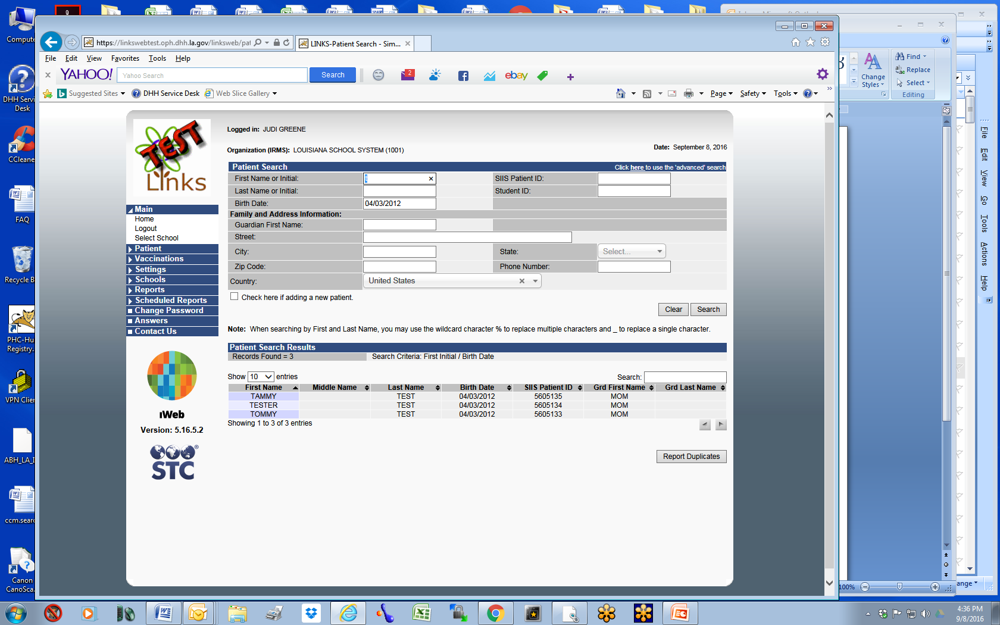 Compute
DHH Servi
Desk
CCleane
FAQ
Recycle B
PHC-Hu
Registry.
VPN Clien
ABH_LA_I
ccm.searc
Canon
CanoSca...
https://linkswebtest.oph.dhh.la.gov/linksweb/pat
LINKS-Patient Search - Sim...
File Edit View Favorites Tools Help
YAHOO! Yahoo Search Search 2 ebay
Suggested Sites DHH Service Desk Web Slice Gallery Page Safety Tools
TEST
Links
Logged in: JUDI GREENE
Organization (IRMS): LOUISIANA SCHOOL SYSTEM (1001) Date: September 8, 2016
Main
Home
Logout
Select School
Patient
Vaccinations
Settings
Schools
Reports
Scheduled Reports
Change Password
Answers
Contact Us
iWeb
Version: 5.16.5.2
STC
Patient Search Click here to use the 'advanced' search
First Name or Initial: SIIS Patient ID:
Last Name or Initial: Student ID:
Birth Date: 04/03/2012
Family and Address Information:
Guardian First Name:
Street:
City: State: Select...
Zip Code: Phone Number:
Country: United States
Check here if adding a new patient.
Clear Search
Note: When searching by First and Last Name, you may use the wildcard character % to replace multiple characters and _ to replace a single character.
Patient Search Results
Records Found = 3 Search Criteria: First Initial / Birth Date
Show 10 entries Search:
First Name Middle Name Last Name Birth Date SIIS Patient ID Grd First Name Grd Last Name
TAMMY TEST 04/03/2012 5605135 MOM
TESTER TEST 04/03/2012 5605134 MOM
TOMMY TEST 04/03/2012 5605133 MOM
Showing 1 to 3 of 3 entries
Report Duplicates
Change
Styles
Find
Replace
Select
Editing
File
Edit
View
Go
Tools
Actions
Help
100%
ange
4:36 PM
9/8/2016